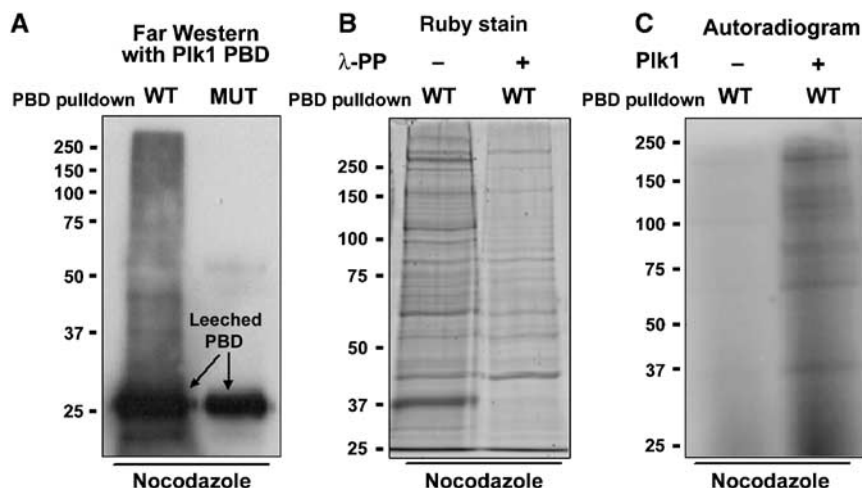 A
Far Western
with Plk1 PBD
PBD pulldown WT MUT
250
150
100
75
50
37
25
Leeched
PBD
Nocodazole
B
Ruby stain
λ-PP – +
PBD pulldown WT WT
250
150
100
75
50
37
25
Nocodazole
C
Autoradiogram
Plk1 – +
PBD pulldown WT WT
250
150
100
75
50
37
25
Nocodazole